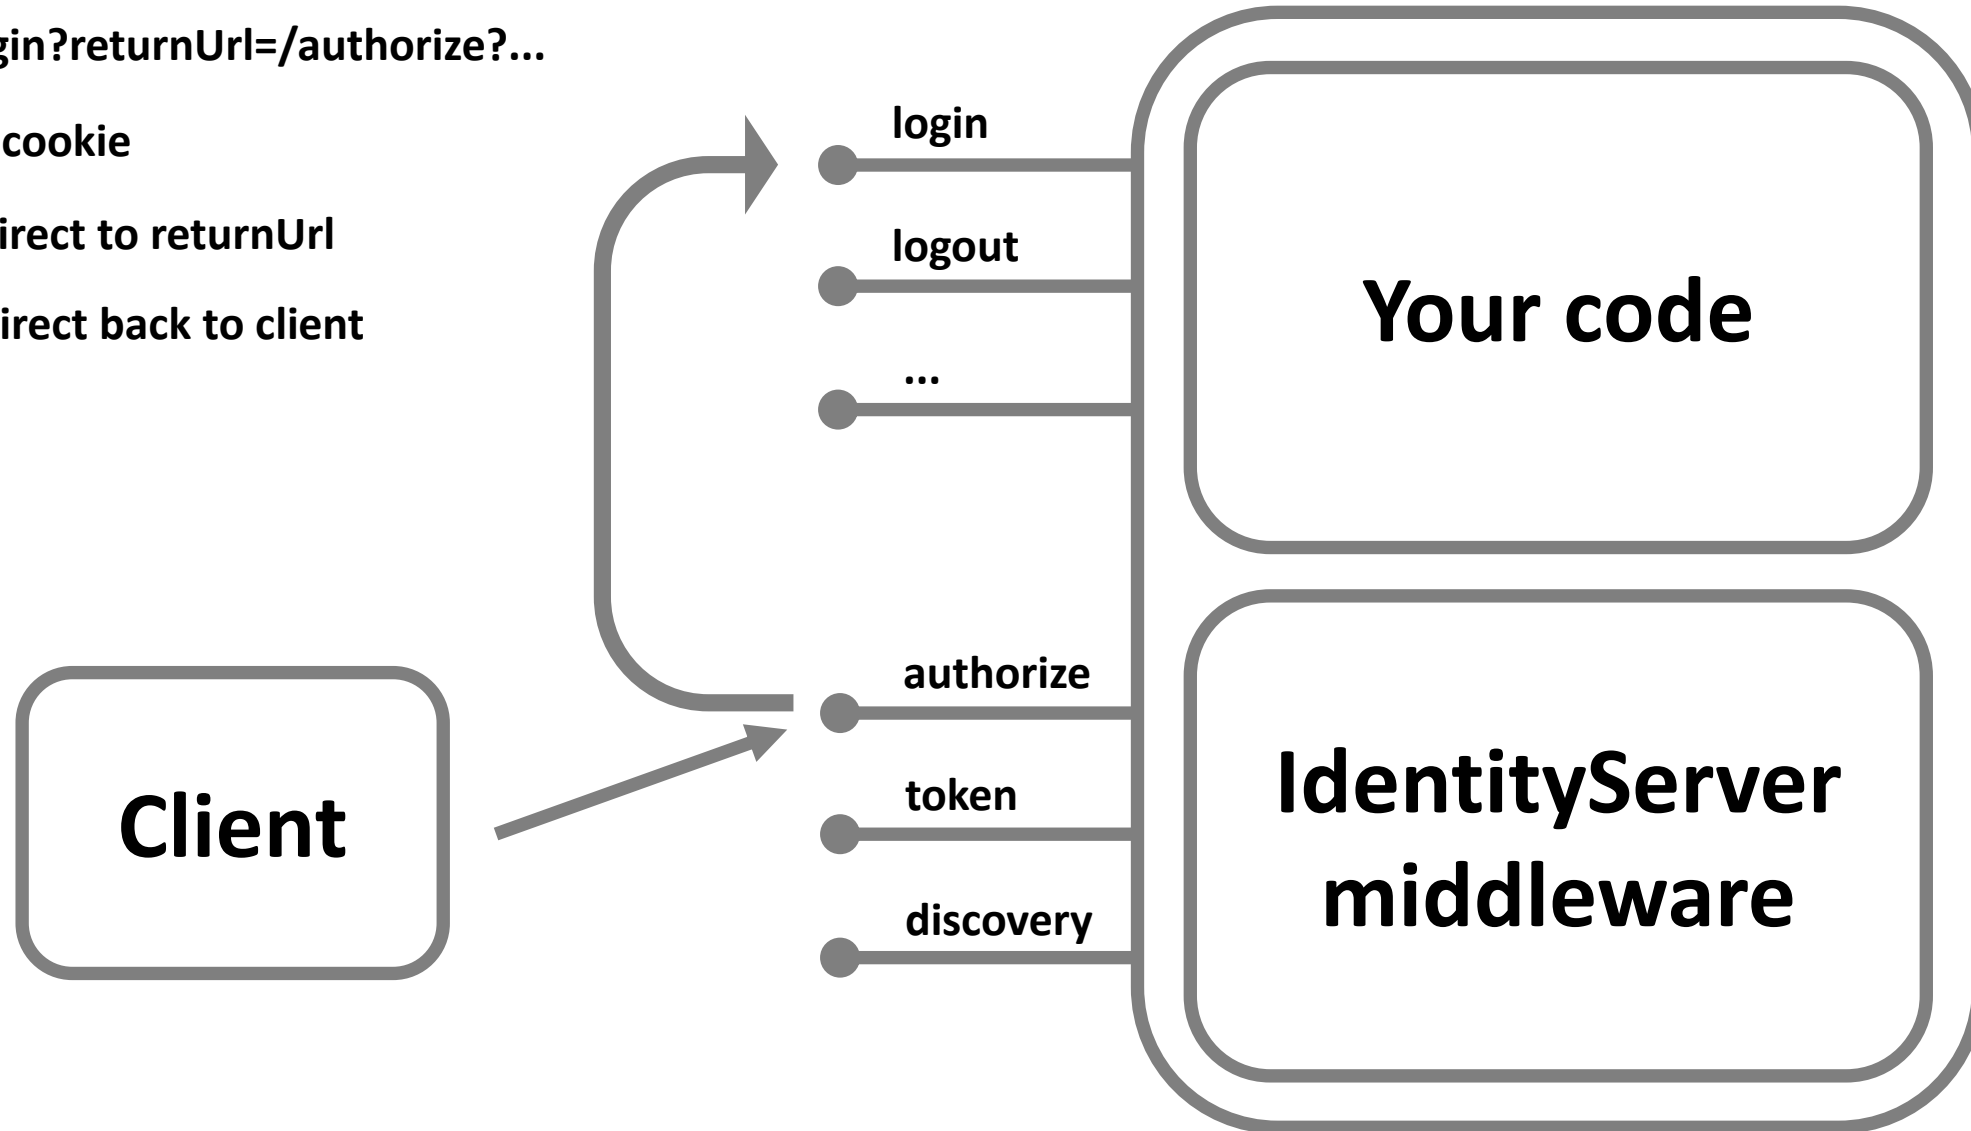 gin?returnUrl=/authorize?...
cookie
irect to returnUrl
irect back to client
login
logout
...
Your code
authorize
token
discovery
Client
IdentityServer
middleware